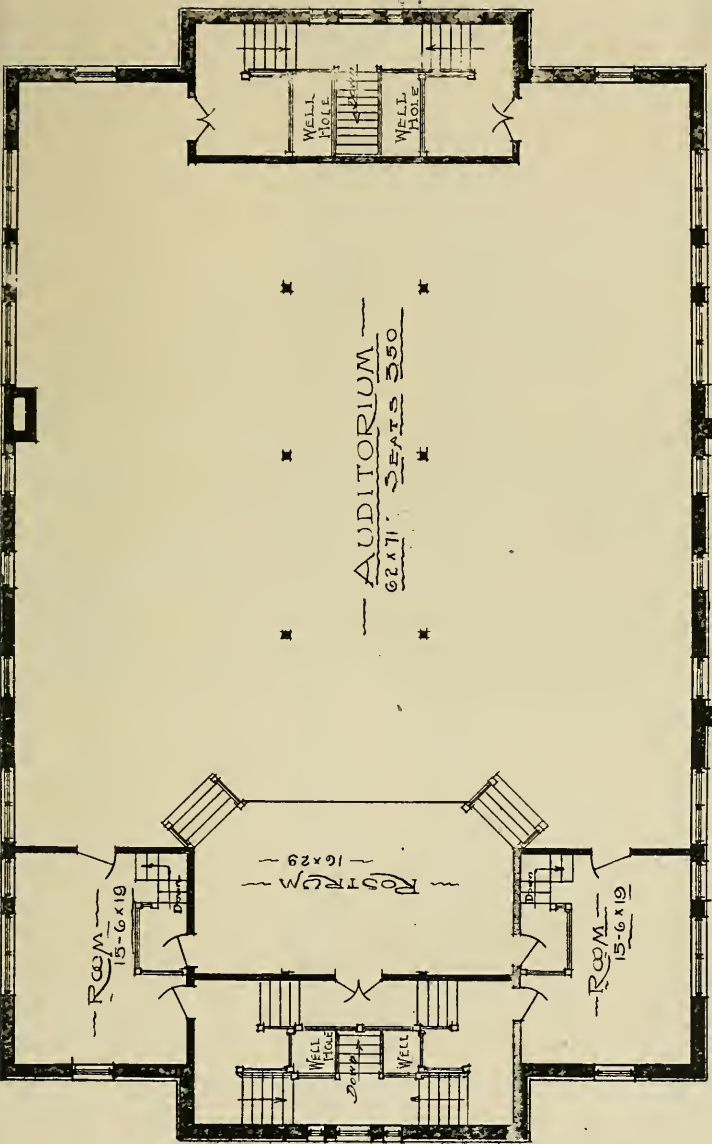 WELL
HOLE
Down
WELL
HOLE
— AUDITORIUM —
62 x 71' SEATS 350
— ROSTRUM —
— 16 x 29 —
Down
— ROOM —
15-6 x 19
Down
— ROOM —
15-6 x 19
WELL
HOLE
Down
WELL